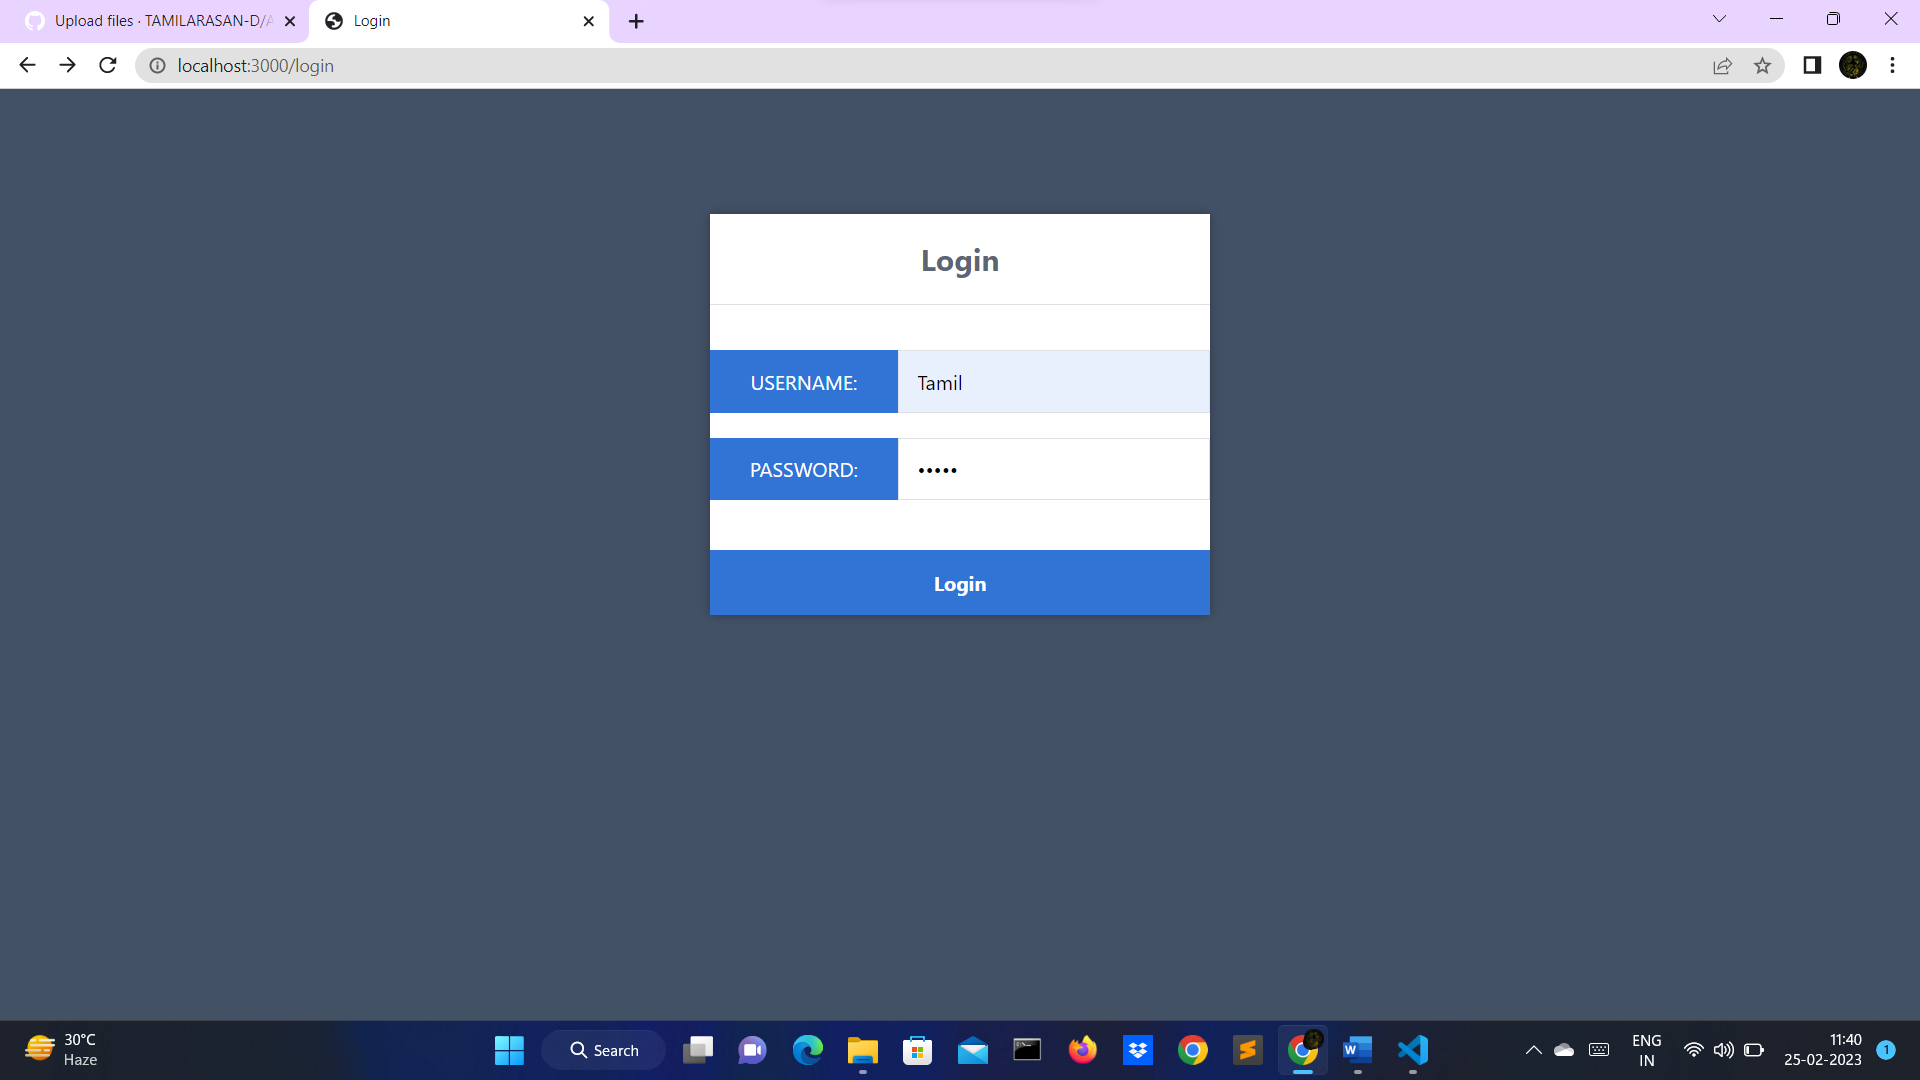 Upload files · TAMILARASAN-D/A
Login
localhost:3000/login
Login
USERNAME:
Tamil
PASSWORD:
•••••
Login
30°C
Haze
Search
ENG
IN
11:40
25-02-2023
1